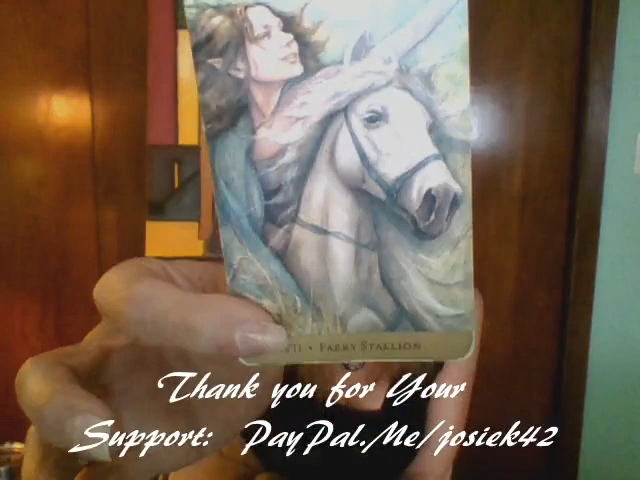 • FAERY STALLION
Thank you for Your
Support: PayPal.Me/josiek42